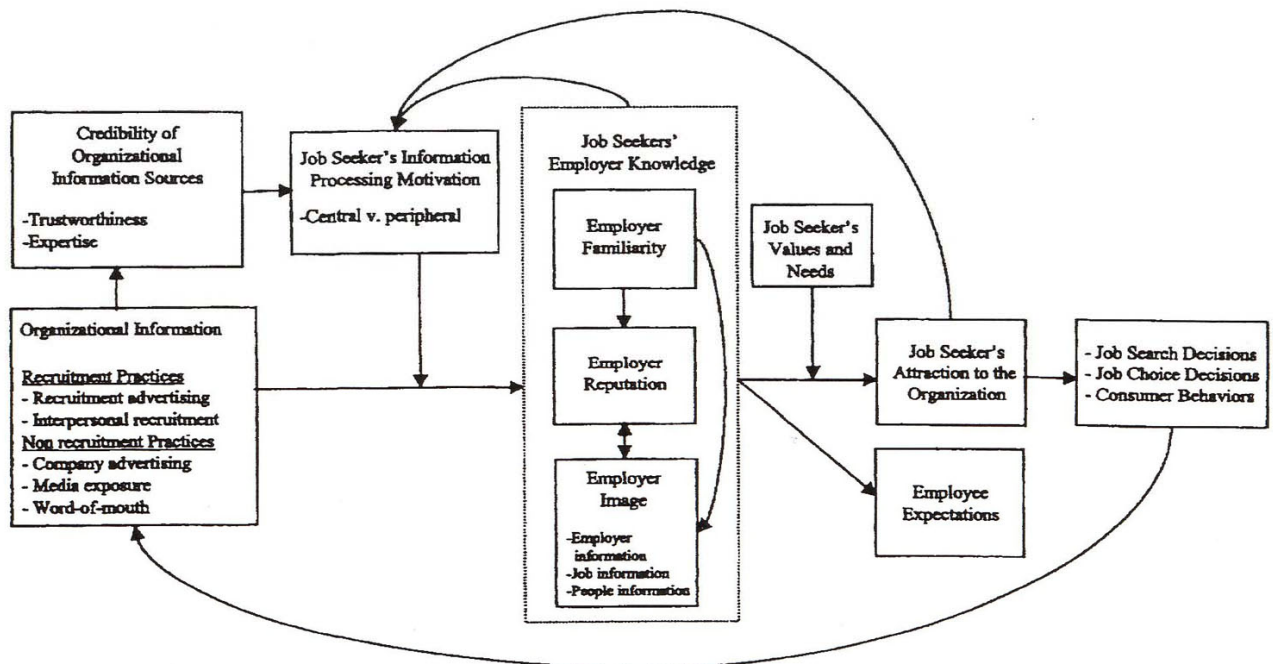 Credibility of
Organizational
Information Sources
-Trustworthiness
-Expertise
Job Seeker's Information
Processing Motivation
-Central v. peripheral
Organizational Information
Recruitment Practices
- Recruitment advertising
- Interpersonal recruitment
Non recruitment Practices
- Company advertising
- Media exposure
- Word-of-mouth
Job Seekers'
Employer Knowledge
Employer
Familiarity
Employer
Reputation
Employer
Image
-Employer
information
-Job information
-People information
Job Seeker's
Values and
Needs
Job Seeker's
Attraction to the
Organization
Employee
Expectations
- Job Search Decisions
- Job Choice Decisions
- Consumer Behaviors